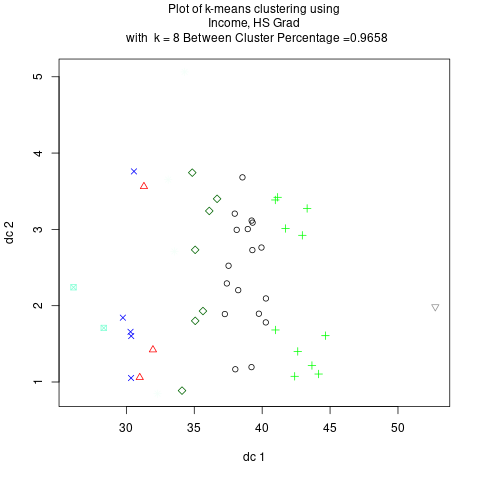 Plot of k-means clustering using
Income, HS Grad
with k = 8 Between Cluster Percentage =0.9658
5
4
3
2
1
dc 2
30 35 40 45 50
dc 1